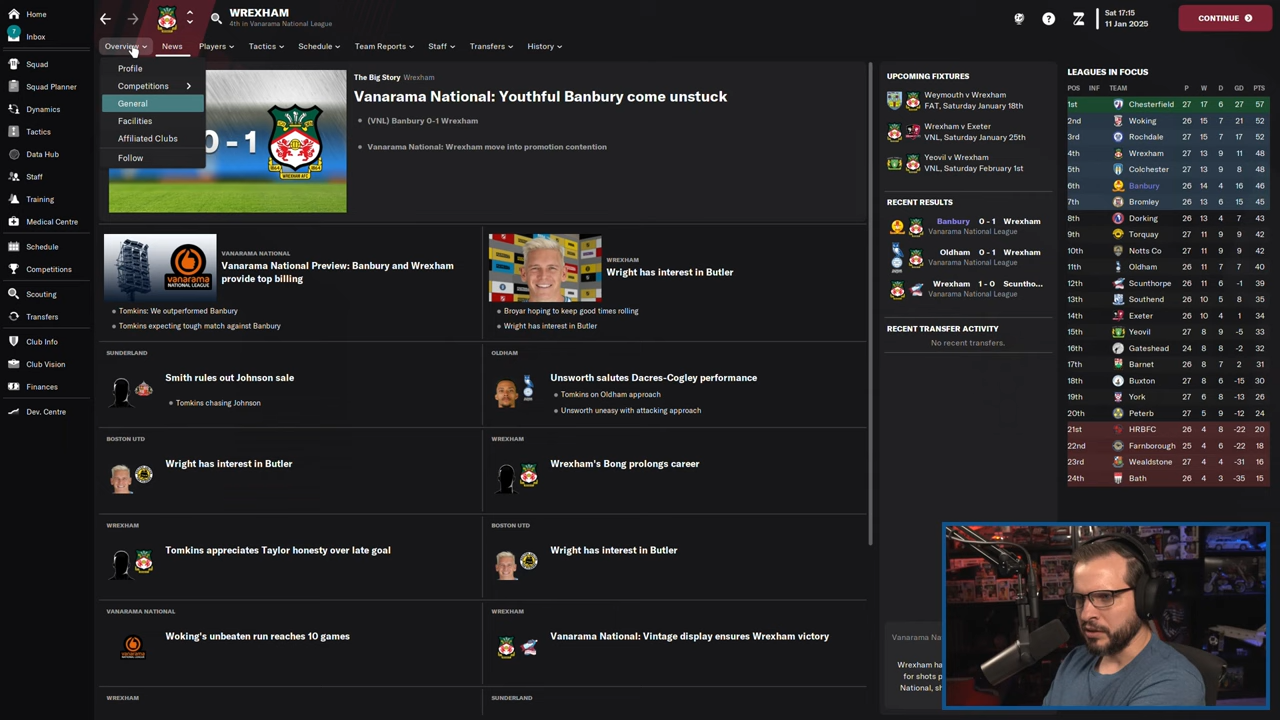 Home
7
Inbox
Squad
Squad Planner
Dynamics
Tactics
Data Hub
Staff
Training
Medical Centre
Schedule
Competitions
Scouting
Transfers
Club Info
Club Vision
Finances
Dev. Centre
WREXHAM
4th in Vanarama National League
Sat 17:15
11 Jan 2025
CONTINUE
Overview
News
Players
Tactics
Schedule
Team Reports
Staff
Transfers
History
Profile
Competitions
General
Facilities
Affiliated Clubs
Follow
0 - 1
The Big Story Wrexham
Vanarama National: Youthful Banbury come unstuck
(VNL) Banbury 0-1 Wrexham
Vanarama National: Wrexham move into promotion contention
VANARAMA NATIONAL
Vanarama National Preview: Banbury and Wrexham
provide top billing
Tomkins: We outperformed Banbury
Tomkins expecting tough match against Banbury
WREXHAM
Wright has interest in Butler
Broyar hoping to keep good times rolling
Wright has interest in Butler
SUNDERLAND
Smith rules out Johnson sale
Tomkins chasing Johnson
OLDHAM
Unsworth salutes Dacres-Cogley performance
Tomkins on Oldham approach
Unsworth uneasy with attacking approach
BOSTON UTD
Wright has interest in Butler
WREXHAM
Wrexham's Bong prolongs career
WREXHAM
Tomkins appreciates Taylor honesty over late goal
BOSTON UTD
Wright has interest in Butler
VANARAMA NATIONAL
Woking's unbeaten run reaches 10 games
WREXHAM
Vanarama National: Vintage display ensures Wrexham victory
WREXHAM
SUNDERLAND
UPCOMING FIXTURES
Weymouth v Wrexham
FAT, Saturday January 18th
Wrexham v Exeter
VNL, Saturday January 25th
Yeovil v Wrexham
VNL, Saturday February 1st
RECENT RESULTS
Banbury 0 - 1 Wrexham
Vanarama National League
Oldham 0 - 1 Wrexham
Vanarama National League
Wrexham 1 - 0 Scuntho...
Vanarama National League
RECENT TRANSFER ACTIVITY
No recent transfers.
Vanarama Na
Wrexham ha
for shots p
National, sh
LEAGUES IN FOCUS
POS INF TEAM P W D GD PTS
1st Chesterfield 27 17 6 27 57
2nd Woking 26 15 7 21 52
3rd Rochdale 27 15 7 17 52
4th Wrexham 27 13 9 11 48
5th Colchester 27 13 9 8 48
6th Banbury 26 14 4 16 46
7th Bromley 27 13 6 15 45
8th Dorking 26 13 4 7 43
9th Torquay 27 11 9 9 42
10th Notts Co 27 11 9 4 42
11th Oldham 26 11 7 7 40
12th Scunthorpe 26 11 6 -1 39
13th Southend 26 10 5 8 35
14th Exeter 26 10 4 1 34
15th Yeovil 27 8 9 -5 33
16th Gateshead 24 8 8 -2 32
17th Barnet 26 8 7 2 31
18th Buxton 27 8 6 -15 30
19th York 27 6 8 -13 26
20th Peterb 27 5 9 -12 24
21st HRBFC 26 4 8 -22 20
22nd Farnborough 25 4 6 -22 18
23rd Wealdstone 27 4 4 -31 16
24th Bath 26 4 3 -35 15